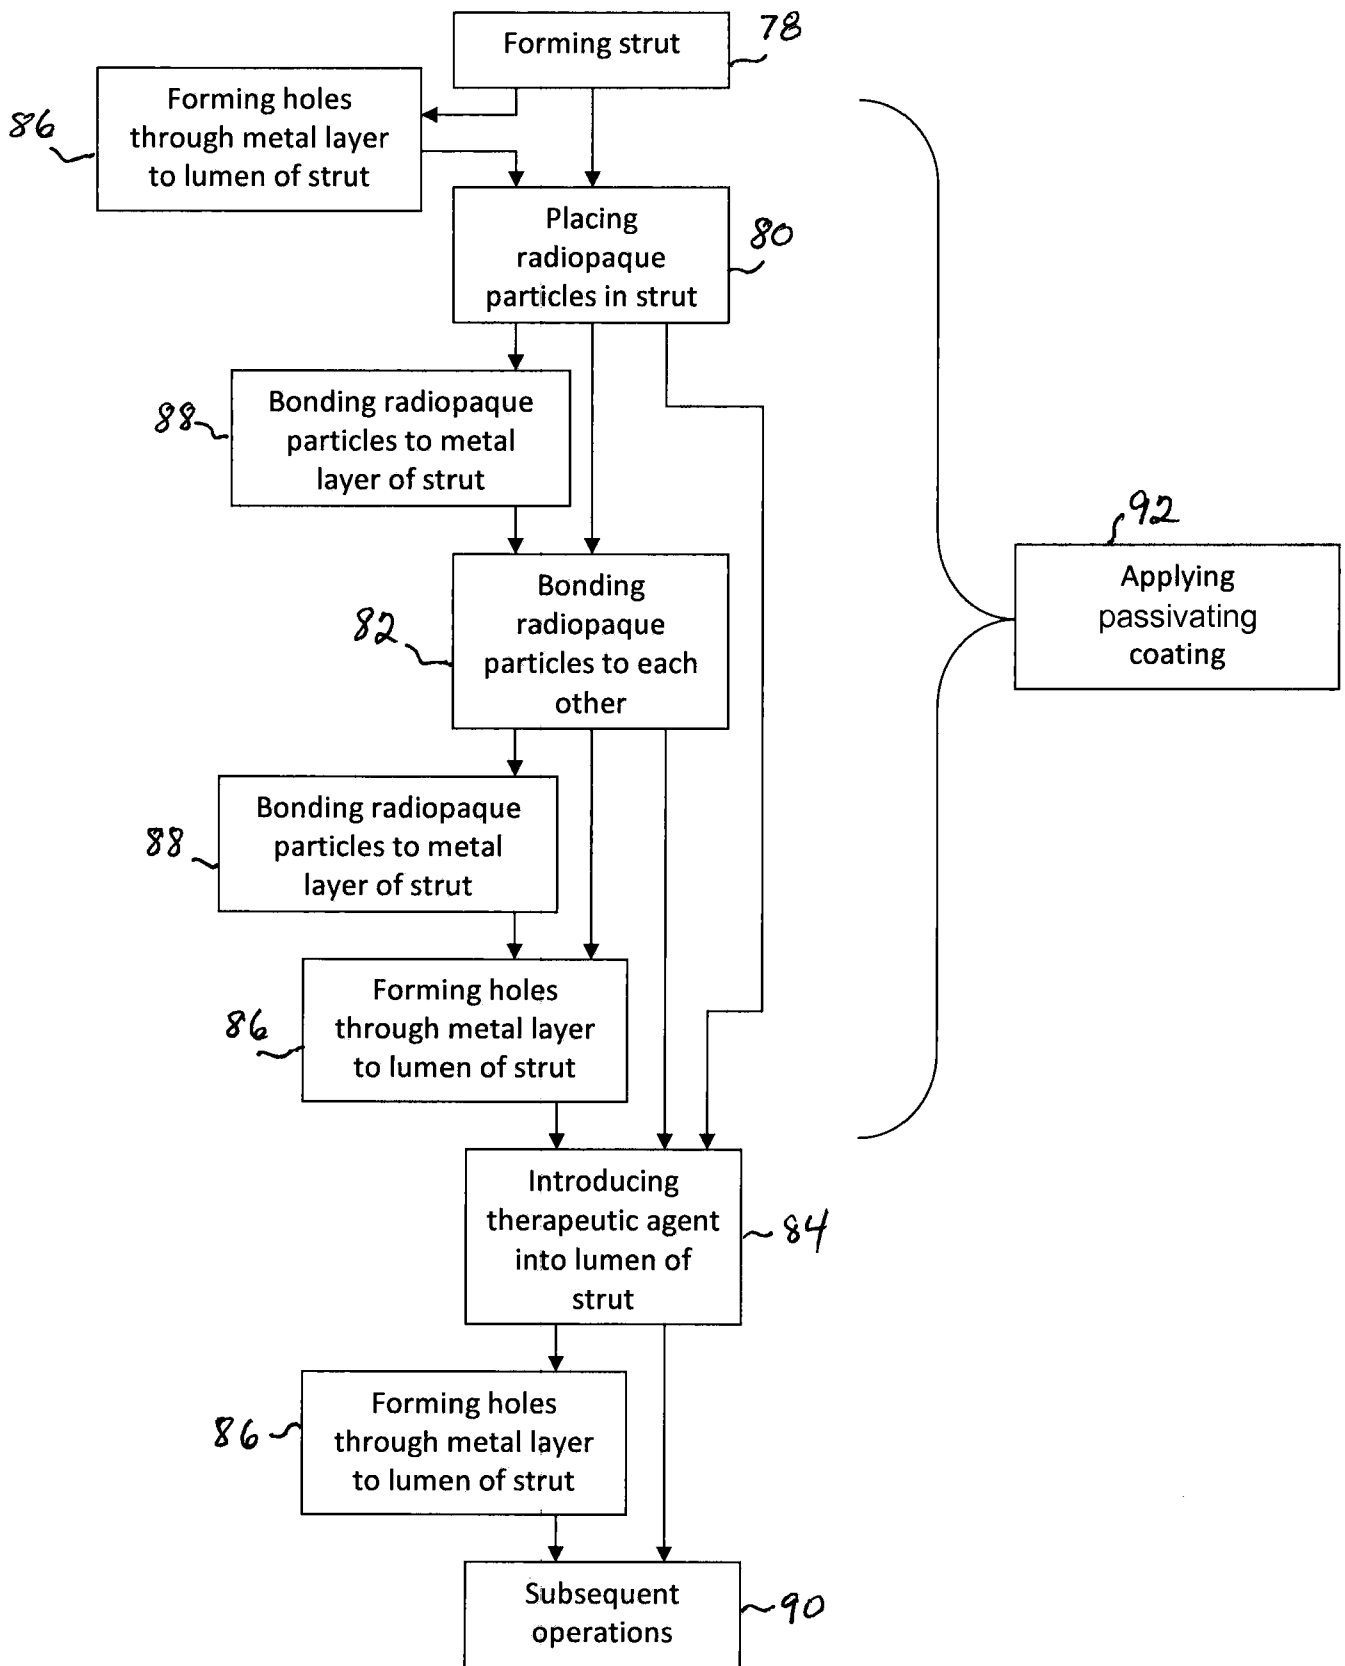 Forming strut
78
Forming holes
through metal layer
to lumen of strut
86
Placing
radiopaque
particles in strut
80
Bonding radiopaque
particles to metal
layer of strut
88
92
Applying
passivating
coating
Bonding
radiopaque
particles to each
other
82
Bonding radiopaque
particles to metal
layer of strut
88
Forming holes
through metal layer
to lumen of strut
86
Introducing
therapeutic agent
into lumen of
strut
84
Forming holes
through metal layer
to lumen of strut
86
Subsequent
operations
90